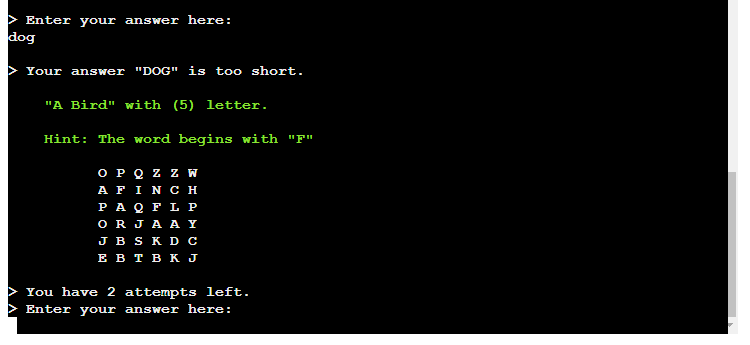 > Enter your answer here:
dog
> Your answer "DOG" is too short.
"A Bird" with (5) letter.
Hint: The word begins with "F"
O P Q Z Z W
A F I N C H
P A Q F L P
O R J A A Y
J B S K D C
E B T B K J
> You have 2 attempts left.
> Enter your answer here: